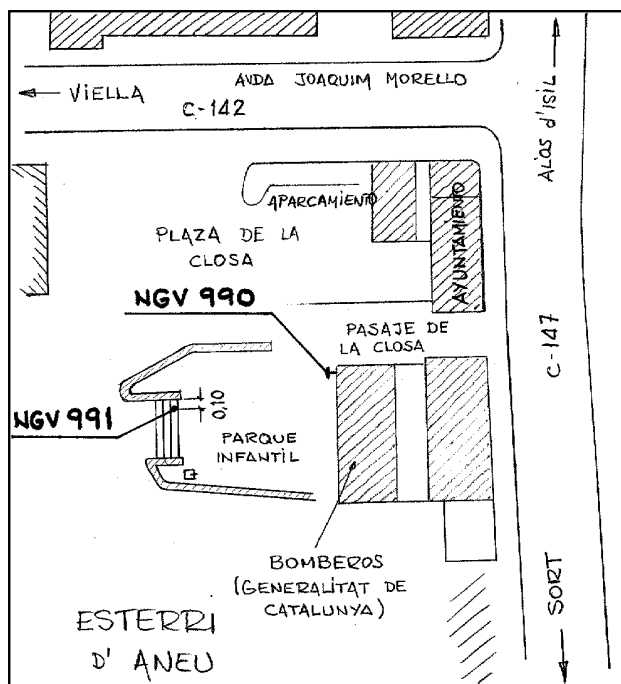 AVDA JOAQUIM MORELLO
← VIELLA
C-142
Alós d'Isil
APARCAMIENTO
AYUNTAMIENTO
PLAZA DE LA
CLOSA
NGV 990
PASAJE DE
LA CLOSA
C-147
0,10
NGV 991
PARQUE
INFANTIL
BOMBEROS
(GENERALITAT DE
CATALUNYA)
SORT
ESTERRI
D' ANEU